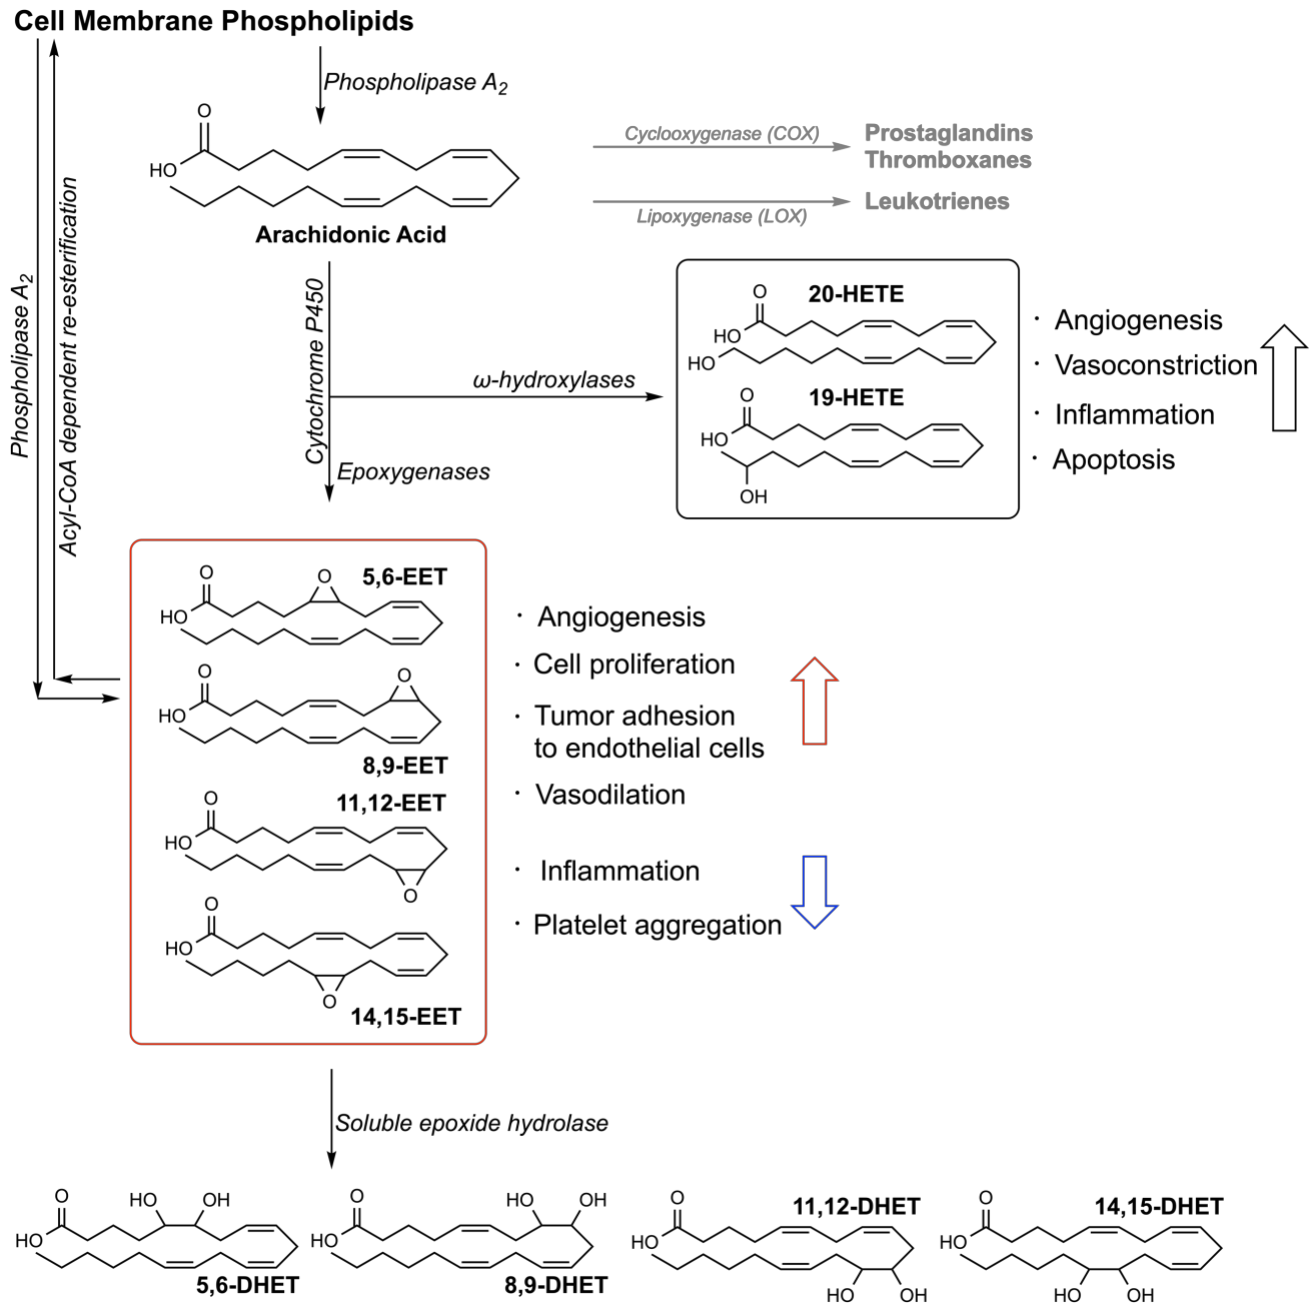 Cell Membrane Phospholipids
Phospholipase A2
O
HO
Arachidonic Acid
Cyclooxygenase (COX)
Prostaglandins
Thromboxanes
Lipoxygenase (LOX)
Leukotrienes
Phospholipase A2
Acyl-CoA dependent re-esterification
Cytochrome P450
ω-hydroxylases
Epoxygenases
20-HETE
O
HO
HO
19-HETE
O
HO
OH
· Angiogenesis
· Vasoconstriction
· Inflammation
· Apoptosis
5,6-EET
O
O
HO
O
O
HO
8,9-EET
11,12-EET
O
HO
O
O
HO
O
14,15-EET
· Angiogenesis
· Cell proliferation
· Tumor adhesion
to endothelial cells
· Vasodilation
· Inflammation
· Platelet aggregation
Soluble epoxide hydrolase
O
HO OH
HO
5,6-DHET
O
HO OH
HO
8,9-DHET
11,12-DHET
O
HO
HO OH
14,15-DHET
O
HO
HO OH